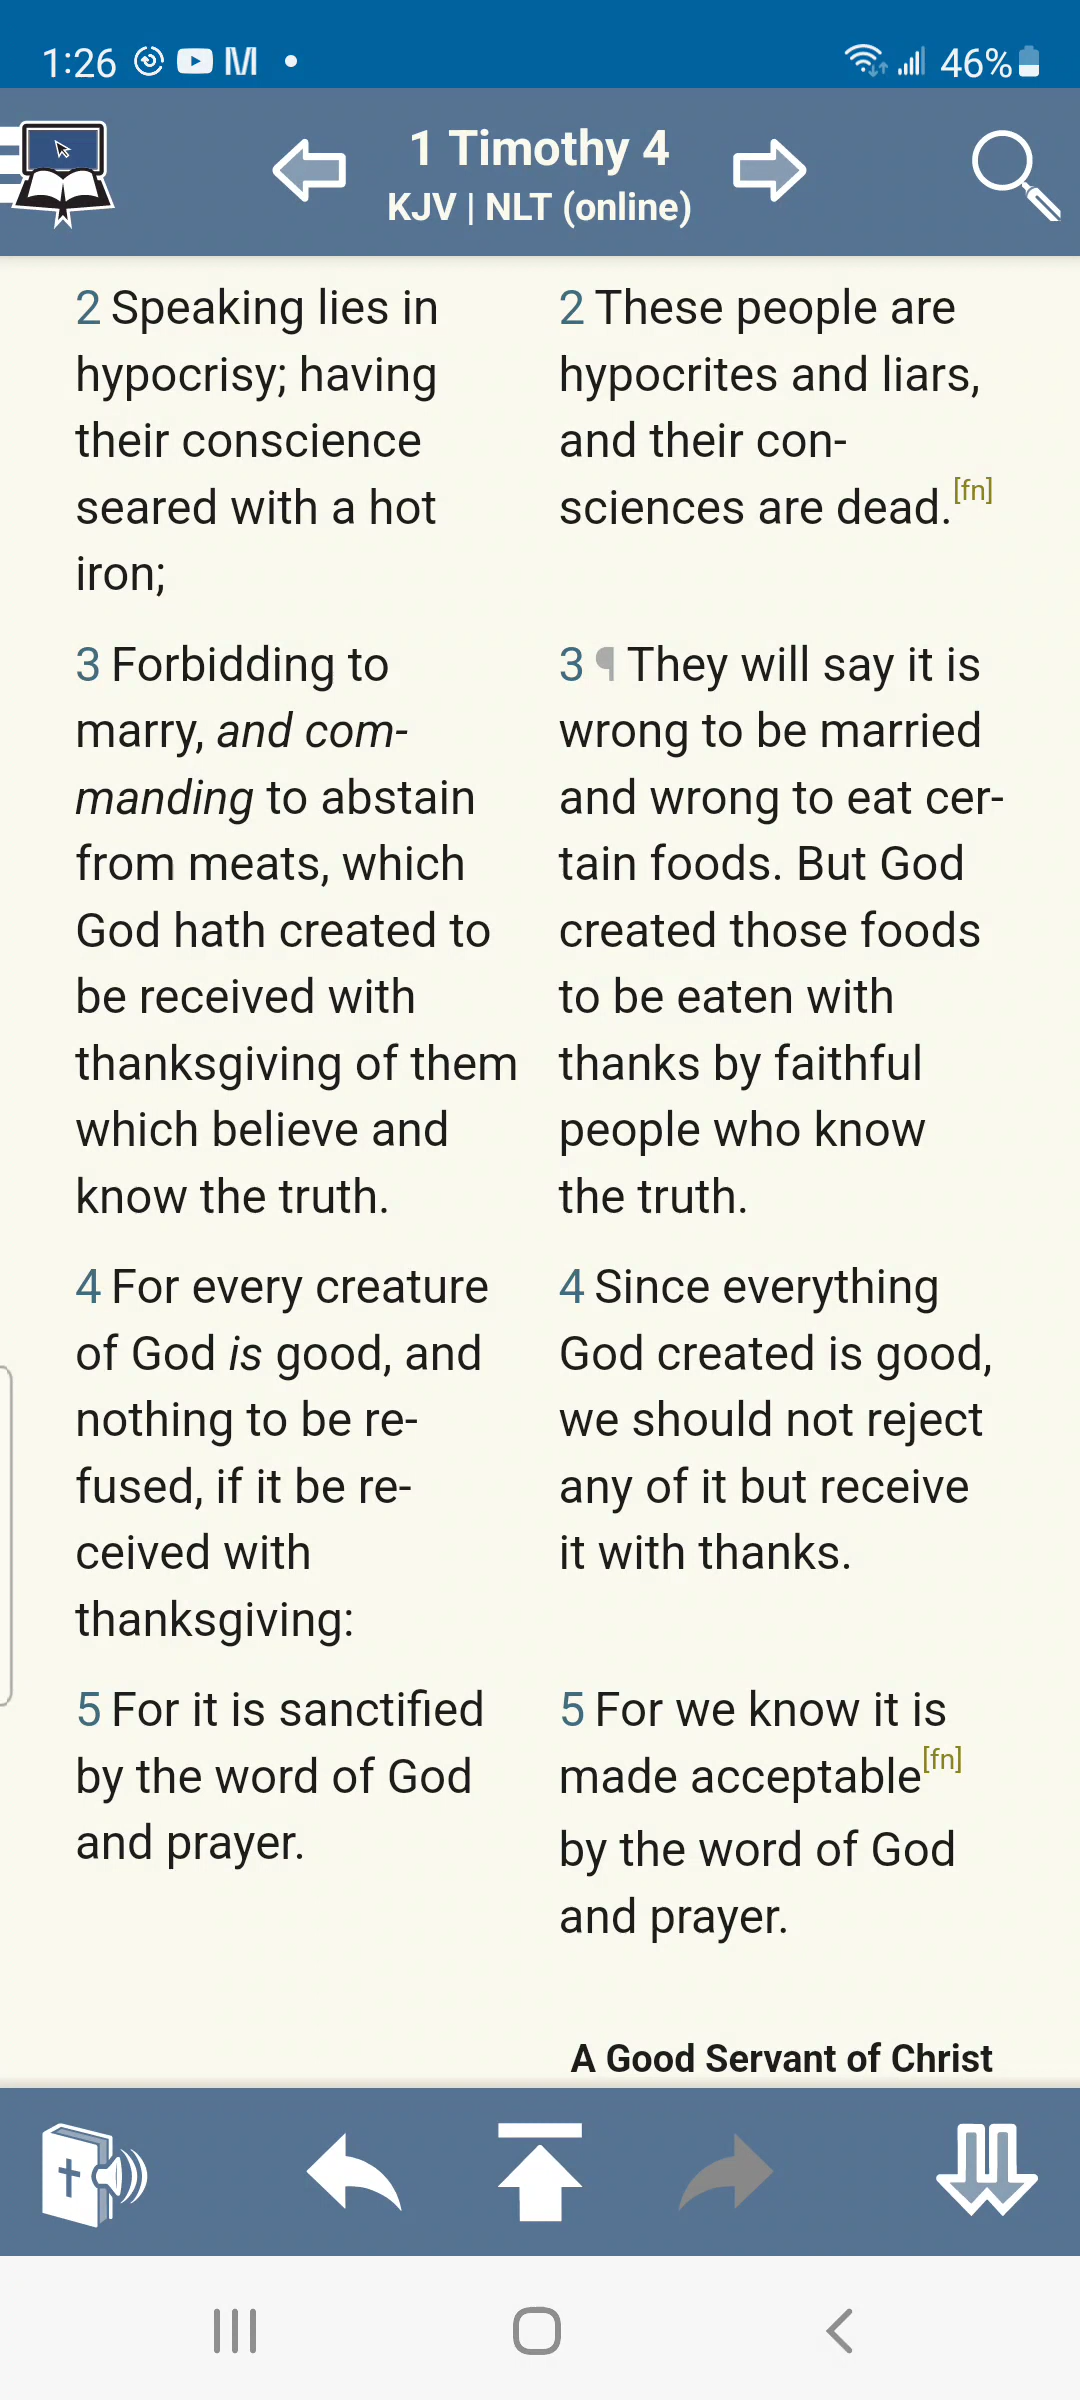 1:26
46%
1 Timothy 4
KJV | NLT (online)
2 Speaking lies in
hypocrisy; having
their conscience
seared with a hot
iron;
2 These people are
hypocrites and liars,
and their con-
sciences are dead.[fn]
3 Forbidding to
marry, and com-
manding to abstain
from meats, which
God hath created to
be received with
thanksgiving of them
which believe and
know the truth.
3 ¶ They will say it is
wrong to be married
and wrong to eat cer-
tain foods. But God
created those foods
to be eaten with
thanks by faithful
people who know
the truth.
4 For every creature
of God is good, and
nothing to be re-
fused, if it be re-
ceived with
thanksgiving:
4 Since everything
God created is good,
we should not reject
any of it but receive
it with thanks.
5 For it is sanctified
by the word of God
and prayer.
5 For we know it is
made acceptable[fn]
by the word of God
and prayer.
A Good Servant of Christ